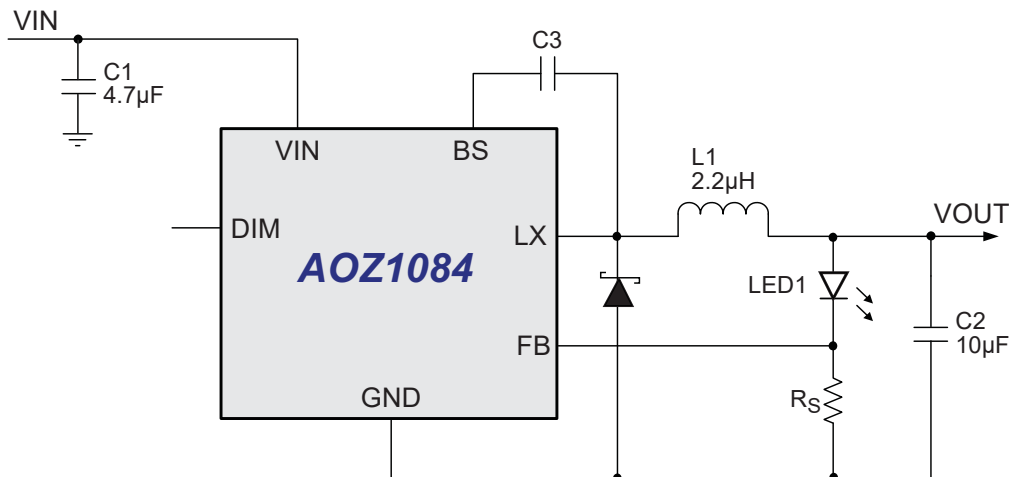 VIN
C1
4.7µF
C3
VIN
BS
L1
2.2µH
DIM
LX
VOUT
AOZ1084
LED1
C2
10µF
FB
GND
RS